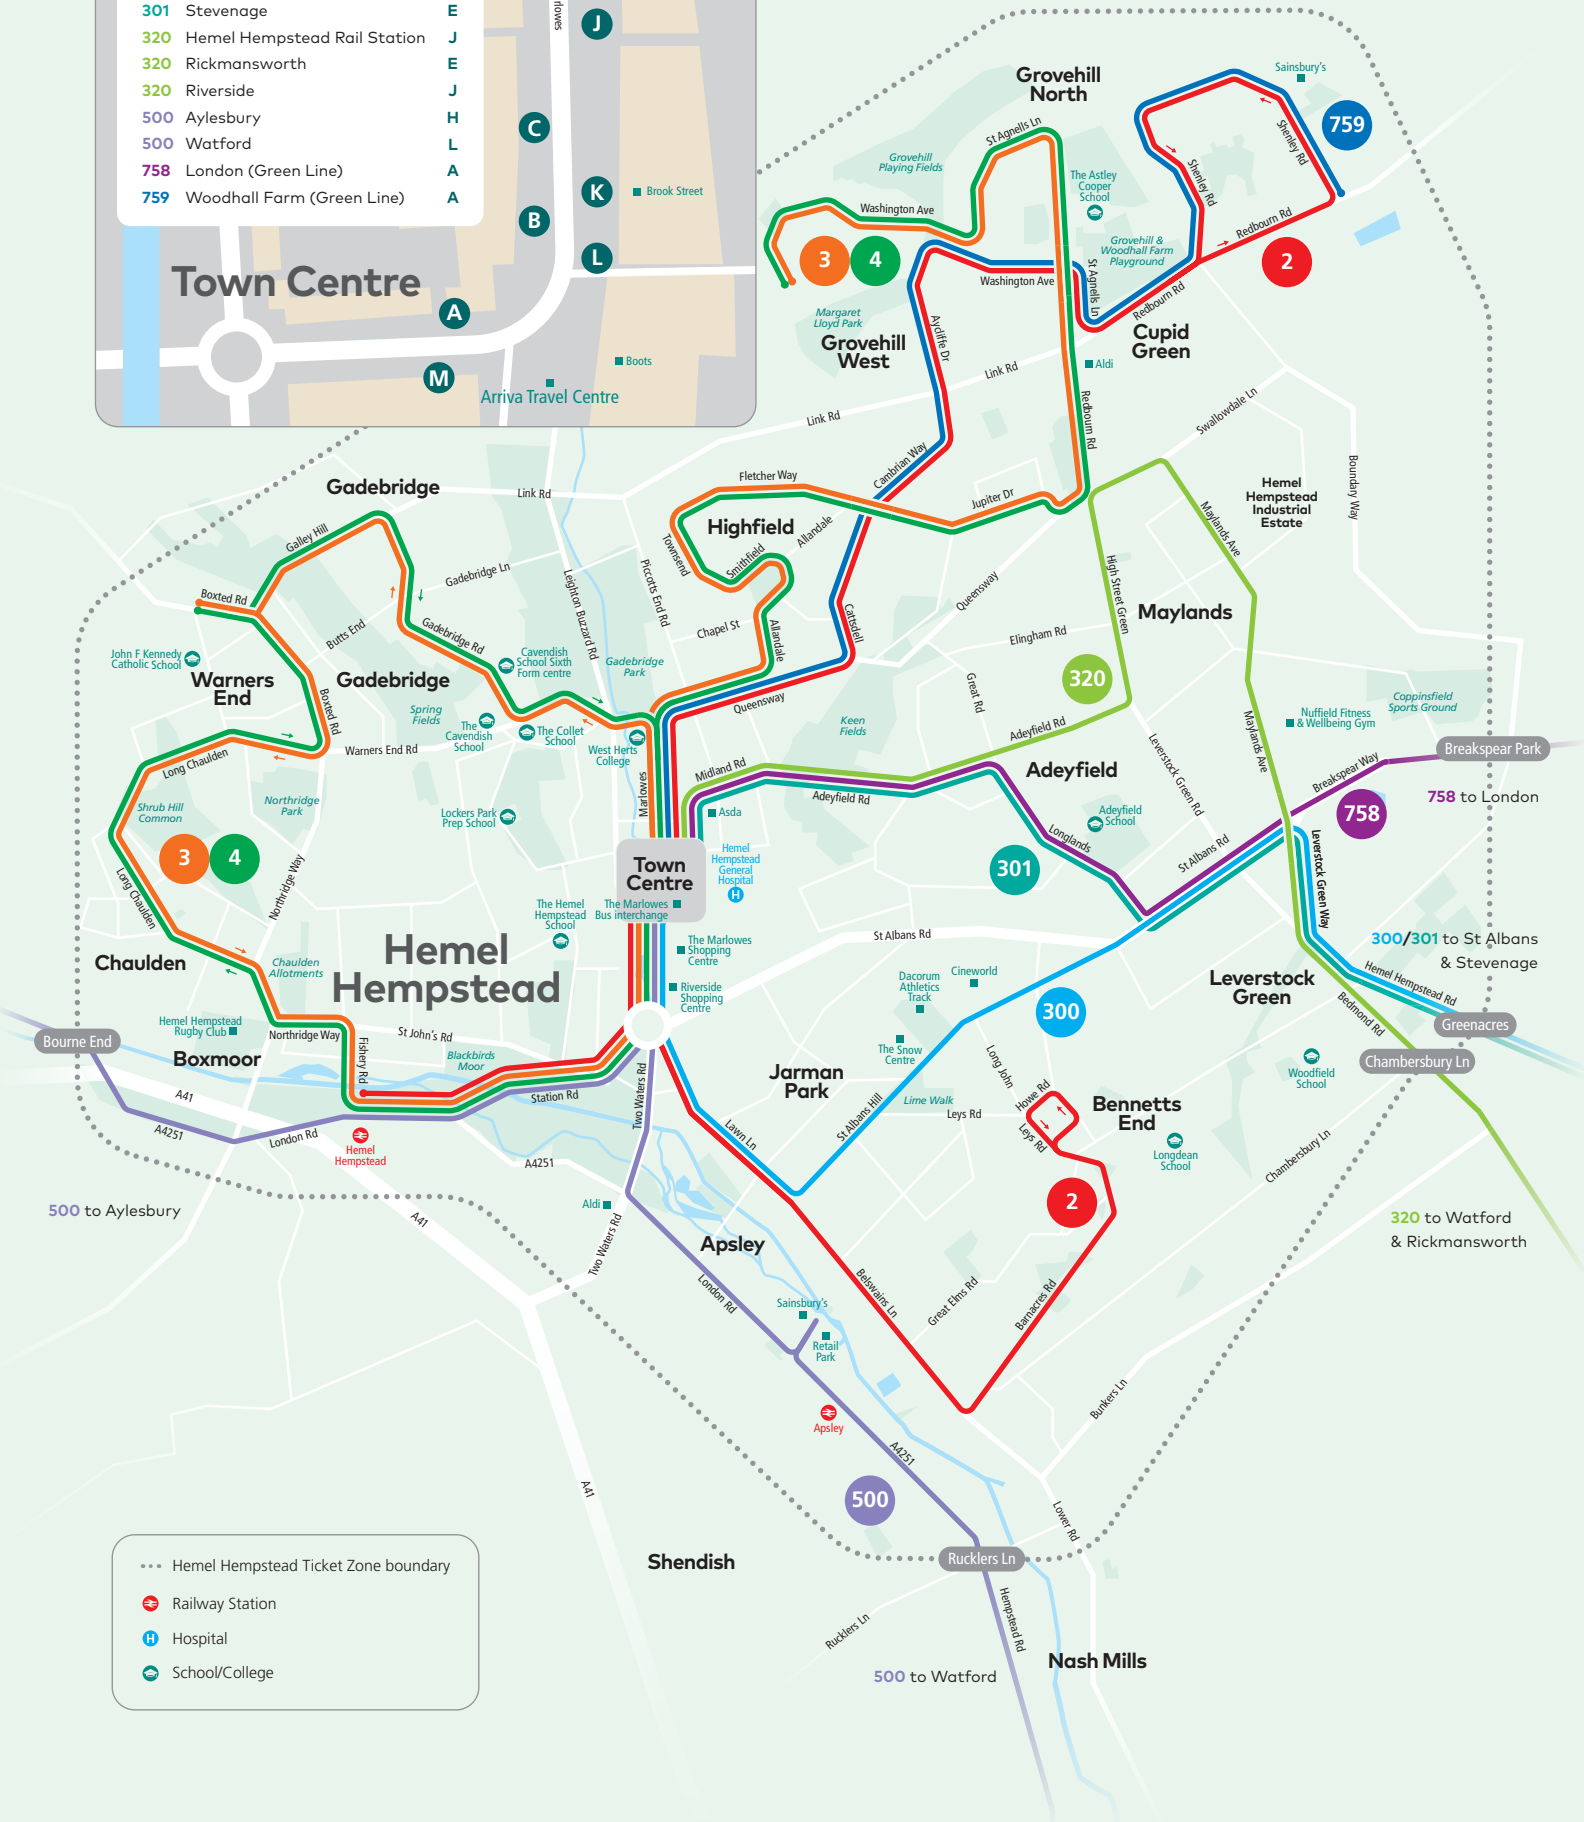 301 Stevenage E
320 Hemel Hempstead Rail Station J
320 Rickmansworth E
320 Riverside J
500 Aylesbury H
500 Watford L
758 London (Green Line) A
759 Woodhall Farm (Green Line) A
Town Centre
J
C
K
Brook Street
B
L
A
M
Boots
Arriva Travel Centre
Grovehill
North
Sainsbury's
759
St Agnells Ln
Grovehill
Playing Fields
The Astley
Cooper
School
Shenley Rd
Shenley Rd
Washington Ave
Redbourn Rd
Grovehill &
Woodhall Farm
Playground
3
4
2
Washington Ave
St Agnells Ln
Redbourn Rd
Margaret
Lloyd Park
Grovehill
West
Aycliffe Dr
Cupid
Green
Link Rd
Aldi
Link Rd
Redbourn Rd
Swallowdale Ln
Cambrian Way
Boundary Way
Gadebridge
Link Rd
Fletcher Way
Jupiter Dr
Hemel
Hempstead
Industrial
Estate
Highfield
Galley Hill
Allandale
Townsend
Smithfield
Maylands Ave
Gadebridge Ln
Leighton Buzzard Rd
Piccotts End Rd
Queensway
High Street Green
Boxted Rd
Maylands
Butts End
Gadebridge Rd
Chapel St
Allandale
Cattsdell
Elingham Rd
John F Kennedy
Catholic School
Cavendish
School Sixth
Form centre
Gadebridge
Park
Warners
End
Gadebridge
320
Great Rd
Queensway
Boxted Rd
Spring
Fields
Keen
Fields
Coppinsfield
Sports Ground
Nuffield Fitness
& Wellbeing Gym
The
Cavendish
School
The Collet
School
West Herts
College
Adeyfield Rd
Maylands Ave
Leverstock Green Rd
Warners End Rd
Breakspear Park
Long Chaulden
Midland Rd
Adeyfield
Breakspear Way
Marlowes
Adeyfield Rd
758 to London
Shrub Hill
Common
Northridge
Park
Lockers Park
Prep School
Asda
Adeyfield
School
758
Longlands
St Albans Rd
3
4
Hemel
Hempstead
General
Hospital
H
Town
Centre
301
Leverstock Green Way
Long Chaulden
Northridge Way
The Marlowes
Bus interchange
The Hemel
Hempstead
School
St Albans Rd
300/301 to St Albans
& Stevenage
Chaulden
Hemel
Hempstead
The Marlowes
Shopping
Centre
Chaulden
Allotments
Dacorum
Athletics
Track
Cineworld
Leverstock
Green
Hemel Hempstead Rd
Riverside
Shopping
Centre
Bedmond Rd
300
Hemel Hempstead
Rugby Club
Northridge Way
St John's Rd
Greenacres
Bourne End
Boxmoor
Fishery Rd
Blackbirds
Moor
The Snow
Centre
Long John
Chambersbury Ln
Woodfield
School
A41
Jarman
Park
Station Rd
Two Waters Rd
Lime Walk
Howe Rd
Bennetts
End
A4251
London Rd
Hemel
Hempstead
Lawn Ln
St Albans Hill
Leys Rd
Leys Rd
Longdean
School
Chambersbury Ln
A4251
500 to Aylesbury
Aldi
2
A41
Two Waters Rd
Apsley
320 to Watford
& Rickmansworth
London Rd
Belswains Ln
Great Elms Rd
Barnacres Rd
Sainsbury's
Retail
Park
Bunkers Ln
Apsley
A4251
A41
500
Lower Rd
Hemel Hempstead Ticket Zone boundary
Railway Station
H Hospital
School/College
Shendish
Rucklers Ln
Hempstead Rd
Rucklers Ln
Nash Mills
500 to Watford